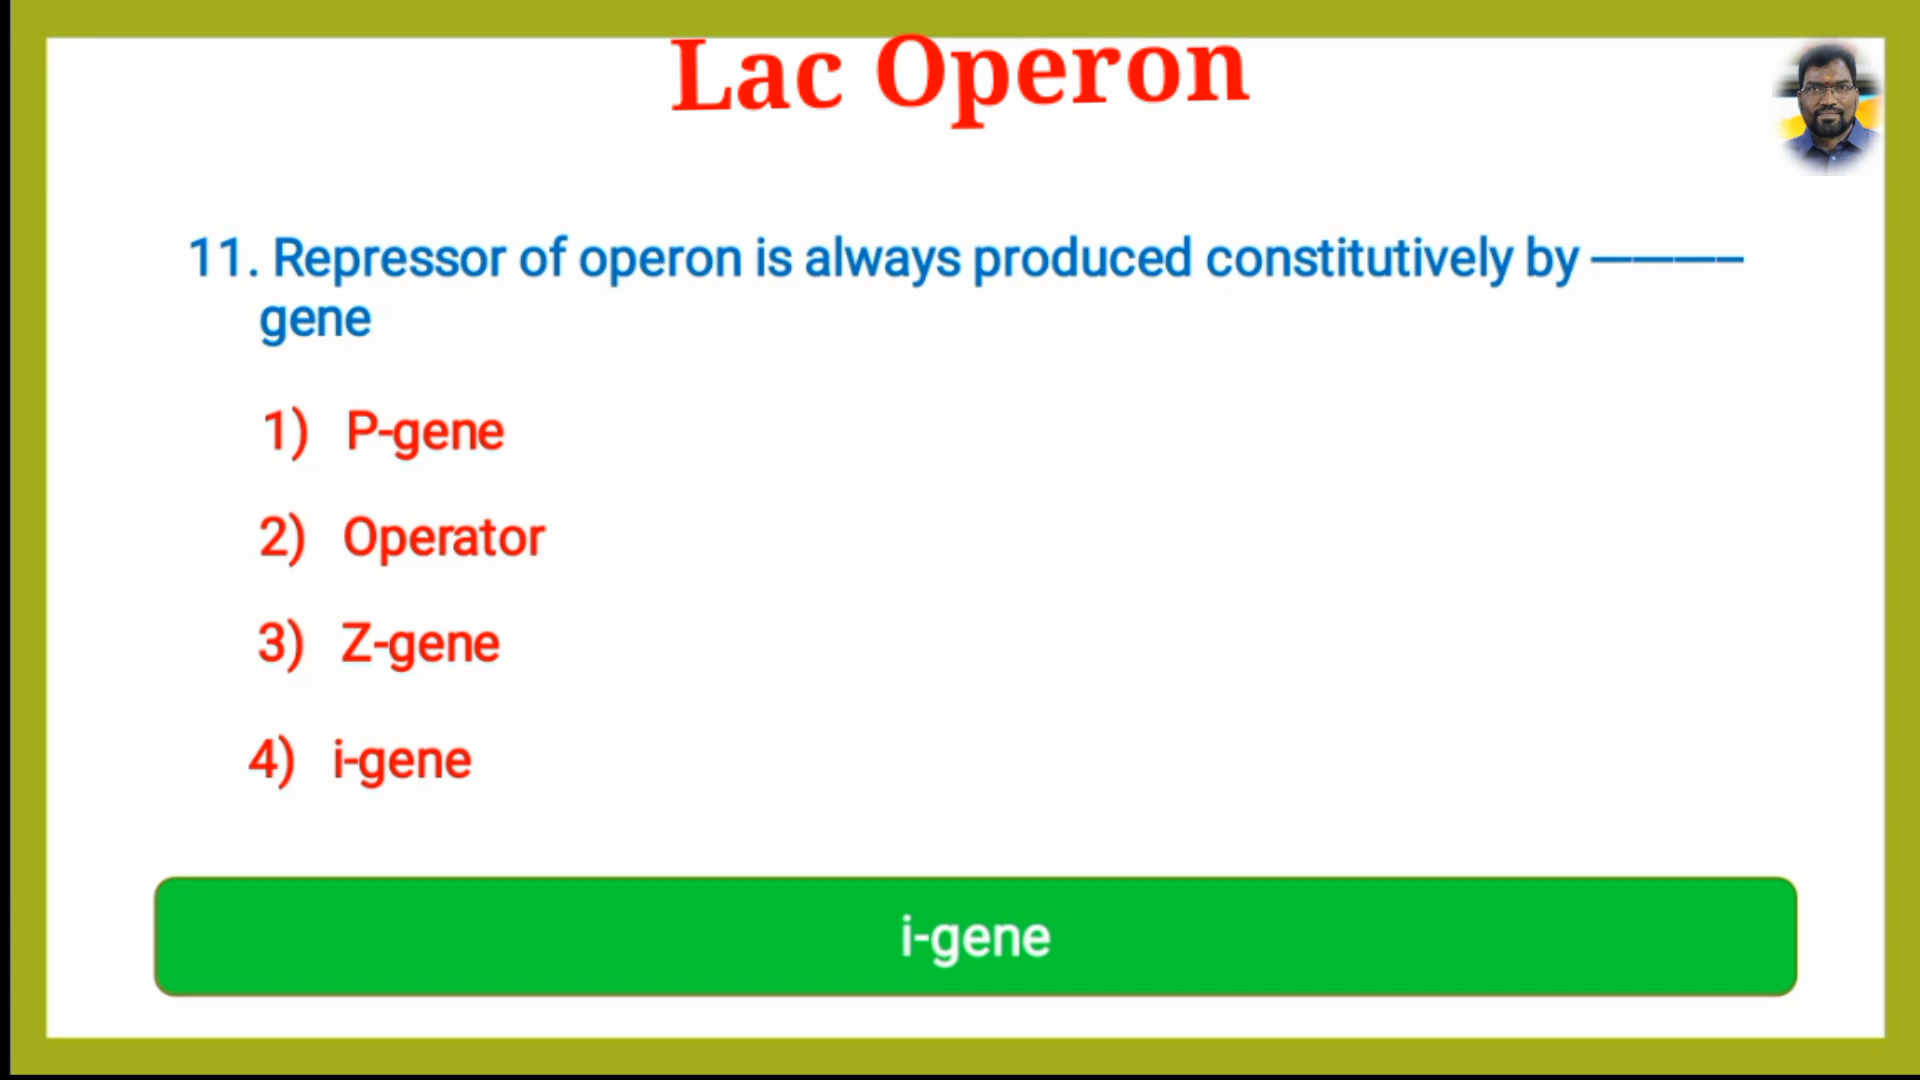 Lac Operon
11. Repressor of operon is always produced constitutively by ————
gene
1) P-gene
2) Operator
3) Z-gene
4) i-gene
i-gene